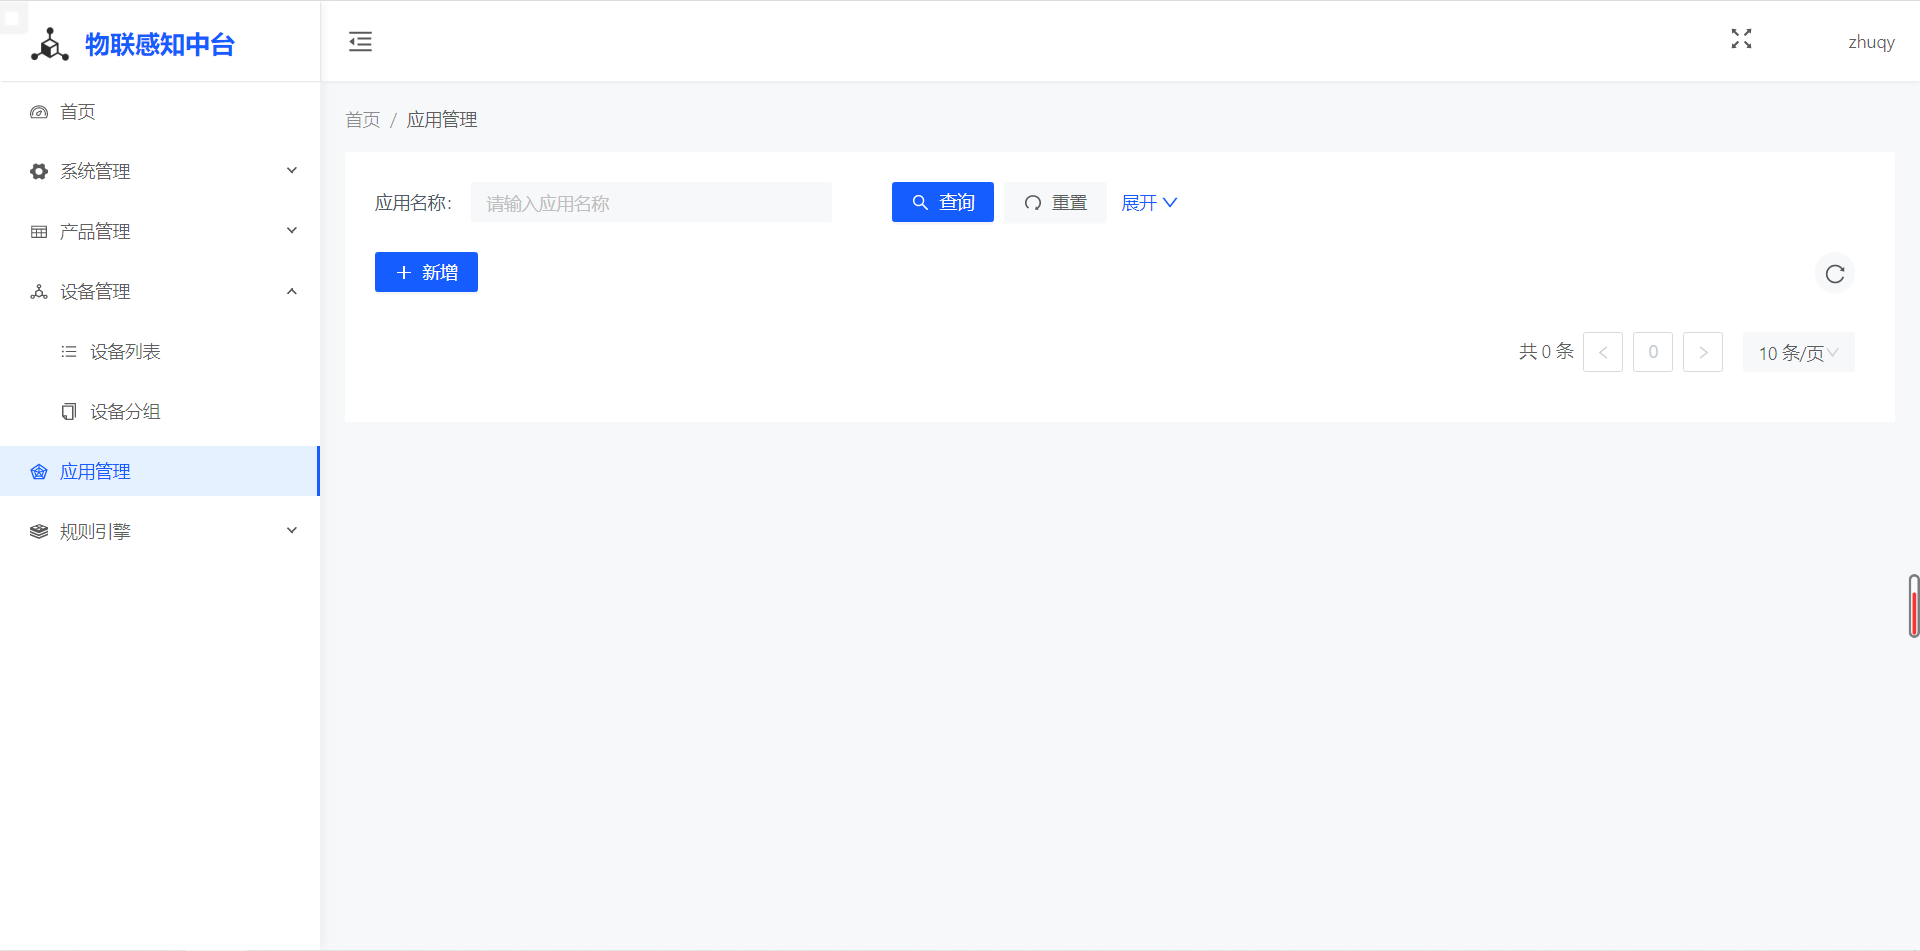 物联感知中台
zhuqy
首页
系统管理
产品管理
设备管理
设备列表
设备分组
应用管理
规则引擎
首页 / 应用管理
应用名称: 请输入应用名称 查询 重置 展开
新增
共 0 条 < 0 > 10 条/页